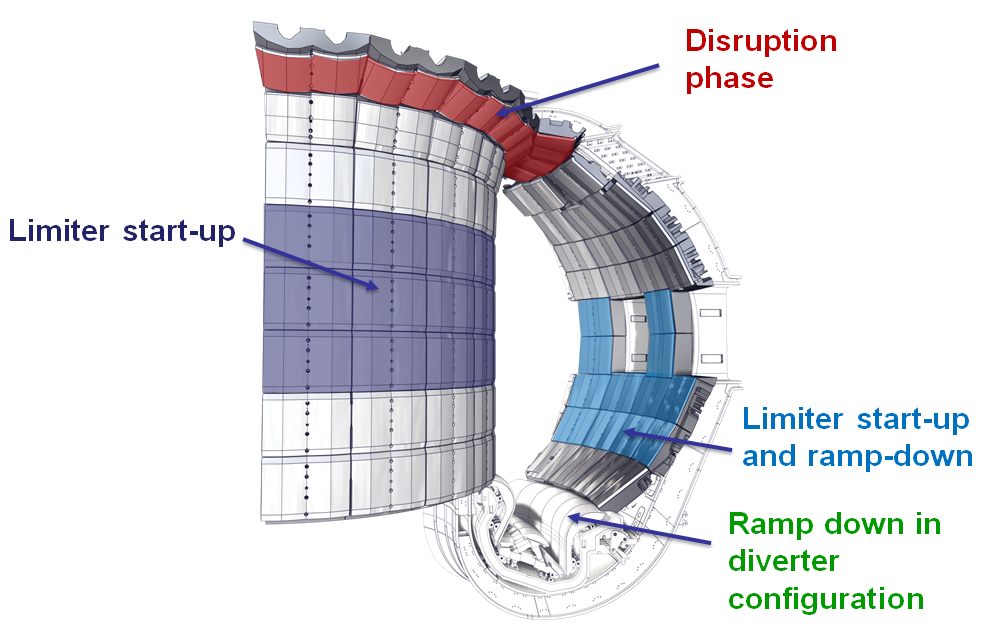 Disruption
phase
Limiter start-up
Limiter start-up
and ramp-down
Ramp down in
diverter
configuration